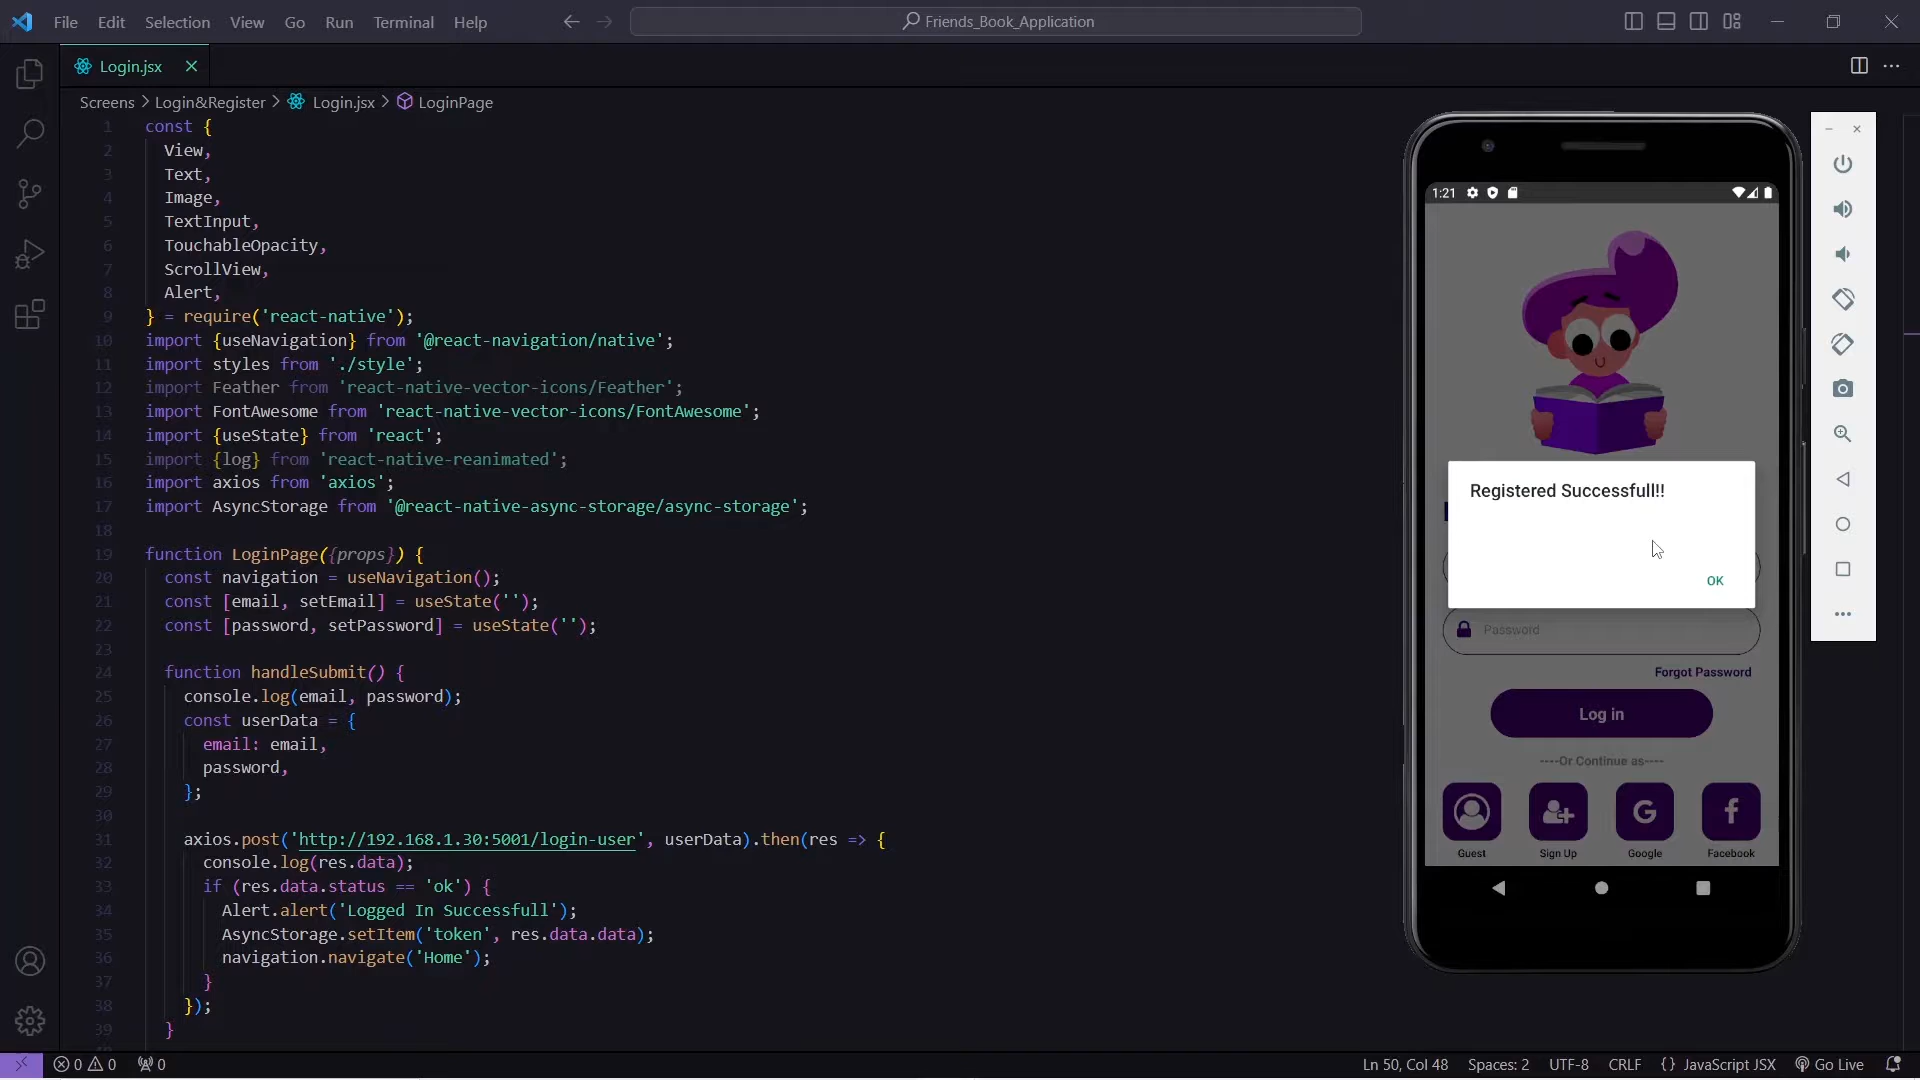 File Edit Selection View Go Run Terminal Help
Friends_Book_Application
Login.jsx
Screens > Login&Register > Login.jsx > LoginPage
1 const {
2 View,
3 Text,
4 Image,
5 TextInput,
6 TouchableOpacity,
7 ScrollView,
8 Alert,
9 } = require('react-native');
10 import {useNavigation} from '@react-navigation/native';
11 import styles from './style';
12 import Feather from 'react-native-vector-icons/Feather';
13 import FontAwesome from 'react-native-vector-icons/FontAwesome';
14 import {useState} from 'react';
15 import {log} from 'react-native-reanimated';
16 import axios from 'axios';
17 import AsyncStorage from '@react-native-async-storage/async-storage';
18
19 function LoginPage({props}) {
20 const navigation = useNavigation();
21 const [email, setEmail] = useState('');
22 const [password, setPassword] = useState('');
23
24 function handleSubmit() {
25 console.log(email, password);
26 const userData = {
27 email: email,
28 password,
29 };
30
31 axios.post('http://192.168.1.30:5001/login-user', userData).then(res => {
32 console.log(res.data);
33 if (res.data.status == 'ok') {
34 Alert.alert('Logged In Successfull');
35 AsyncStorage.setItem('token', res.data.data);
36 navigation.navigate('Home');
37 }
38 });
39 }
1:21
Registered Successfull!!
OK
Password
Forgot Password
Log in
----Or Continue as----
Guest Sign Up Google Facebook
0 0 0
Ln 50, Col 48 Spaces: 2 UTF-8 CRLF {} JavaScript JSX Go Live